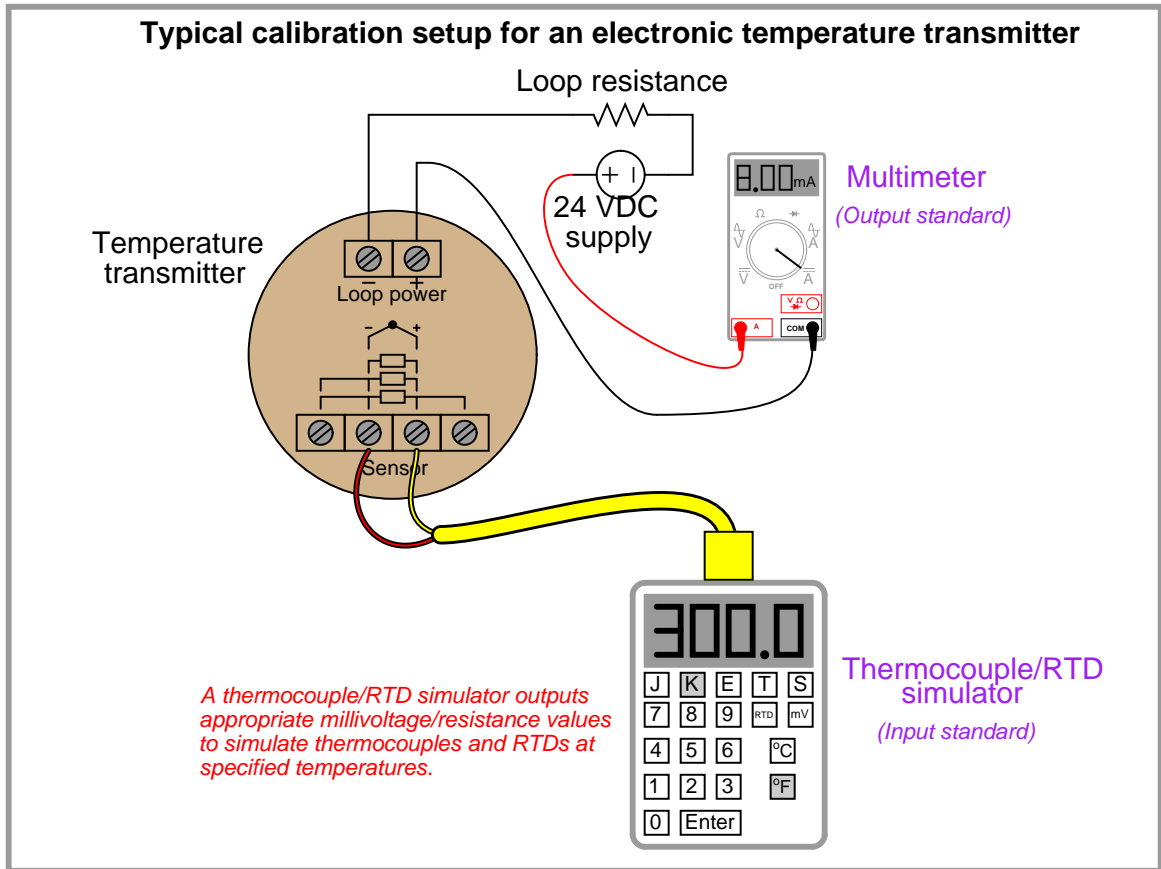 Typical calibration setup for an electronic temperature transmitter
Loop resistance
+ −
24 VDC
supply
8.00 mA
Multimeter
(Output standard)
Ω
V
A
V
A
OFF
V Ω
A
COM
Temperature
transmitter
− +
Loop power
- +
Sensor
300.0
J K E T S
7 8 9 RTD mV
4 5 6 °C
1 2 3 °F
0 Enter
Thermocouple/RTD
simulator
(Input standard)
A thermocouple/RTD simulator outputs
appropriate millivoltage/resistance values
to simulate thermocouples and RTDs at
specified temperatures.